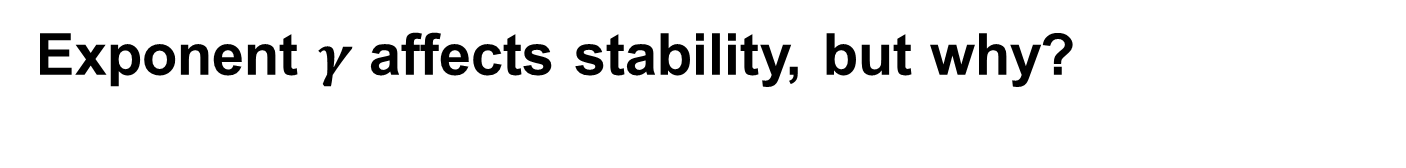 Exponent 𝛾 affects stability, but why?